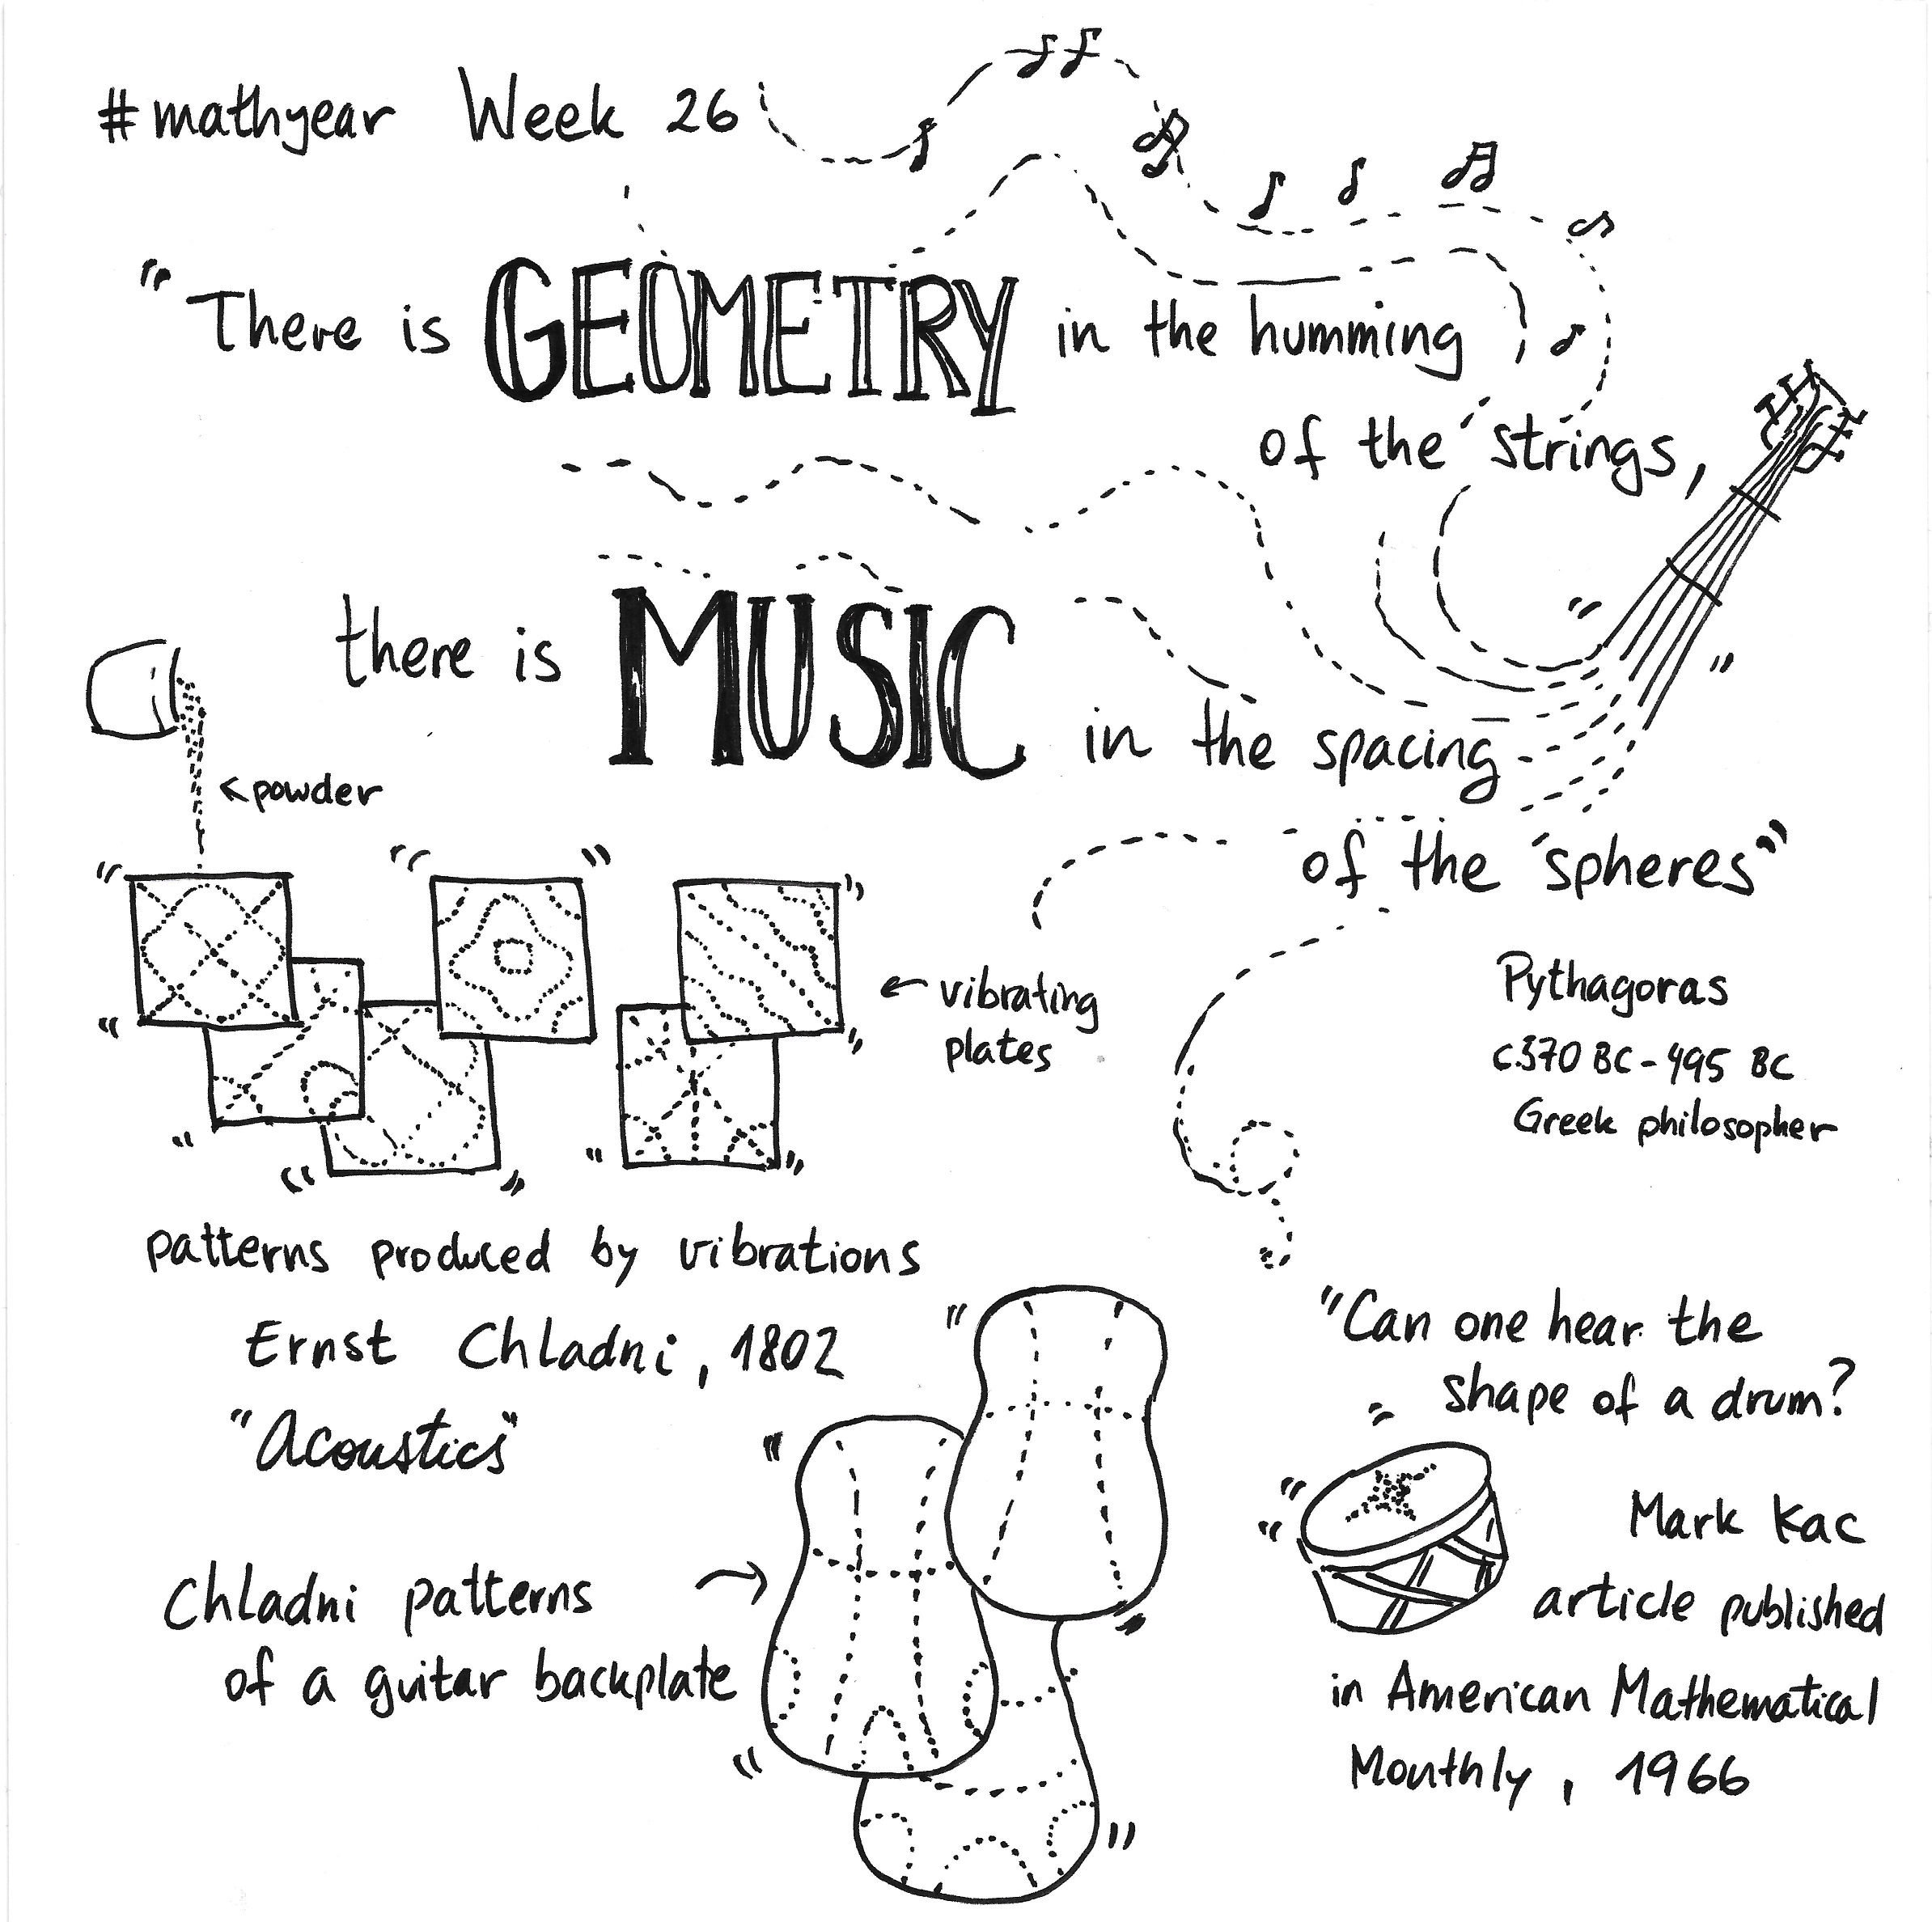 #mathyear Week 26
"There is GEOMETRY in the humming
of the strings,
there is MUSIC in the spacing
of the spheres"
Pythagoras
c.370 BC - 495 BC
Greek philosopher
<powder
← vibrating
plates
patterns produced by vibrations
Ernst Chladni, 1802
"Acoustics"
Chladni patterns
of a guitar backplate
"Can one hear the
shape of a drum?
Mark Kac
article published
in American Mathematical
Monthly, 1966